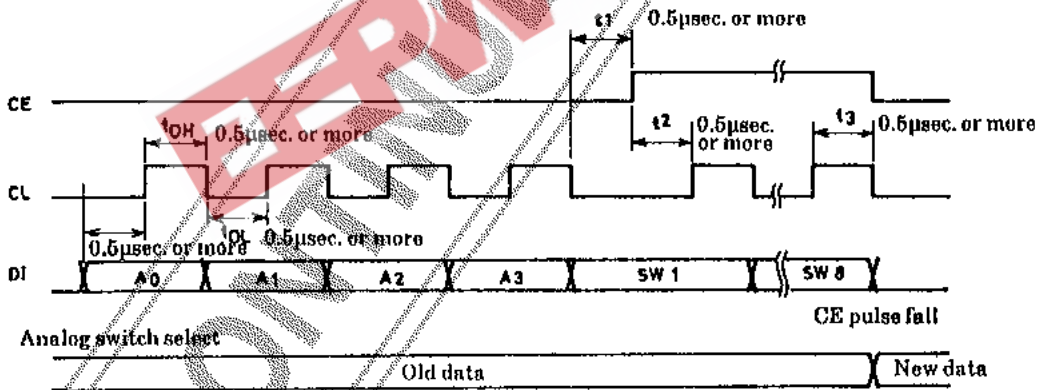 t1 0.5µsec. or more
CE
tOH 0.5µsec. or more
t2 0.5µsec. or more
t3 0.5µsec. or more
CL
0.5µsec. or more
tOL 0.5µsec. or more
DI A0 A1 A2 A3 SW 1 SW 8
CE pulse fall
Analog switch select
Old data New data